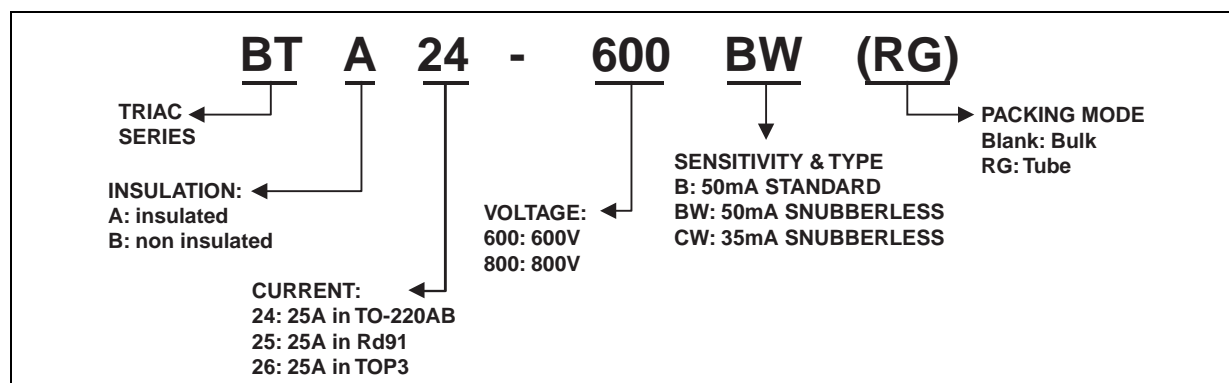 BT A 24 - 600 BW (RG)
TRIAC
SERIES
INSULATION:
A: insulated
B: non insulated
CURRENT:
24: 25A in TO-220AB
25: 25A in Rd91
26: 25A in TOP3
VOLTAGE:
600: 600V
800: 800V
SENSITIVITY & TYPE
B: 50mA STANDARD
BW: 50mA SNUBBERLESS
CW: 35mA SNUBBERLESS
PACKING MODE
Blank: Bulk
RG: Tube